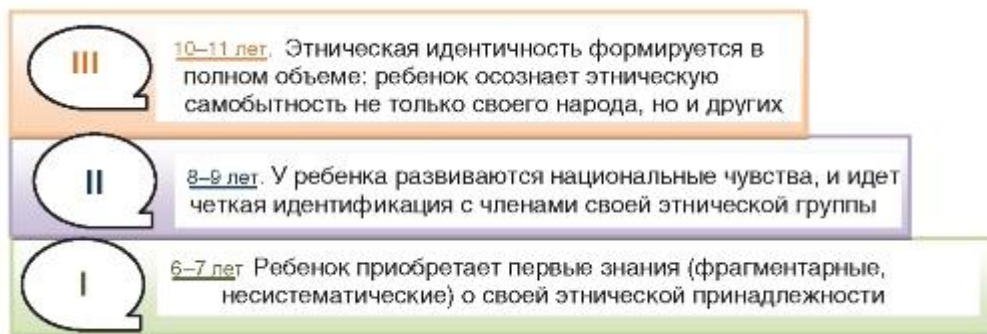 III
10–11 лет. Этническая идентичность формируется в
полном объеме: ребенок осознает этническую
самобытность не только своего народа, но и других
II
8–9 лет. У ребенка развиваются национальные чувства, и идет
четкая идентификация с членами своей этнической группы
I
6–7 лет Ребенок приобретает первые знания (фрагментарные,
несистематические) о своей этнической принадлежности